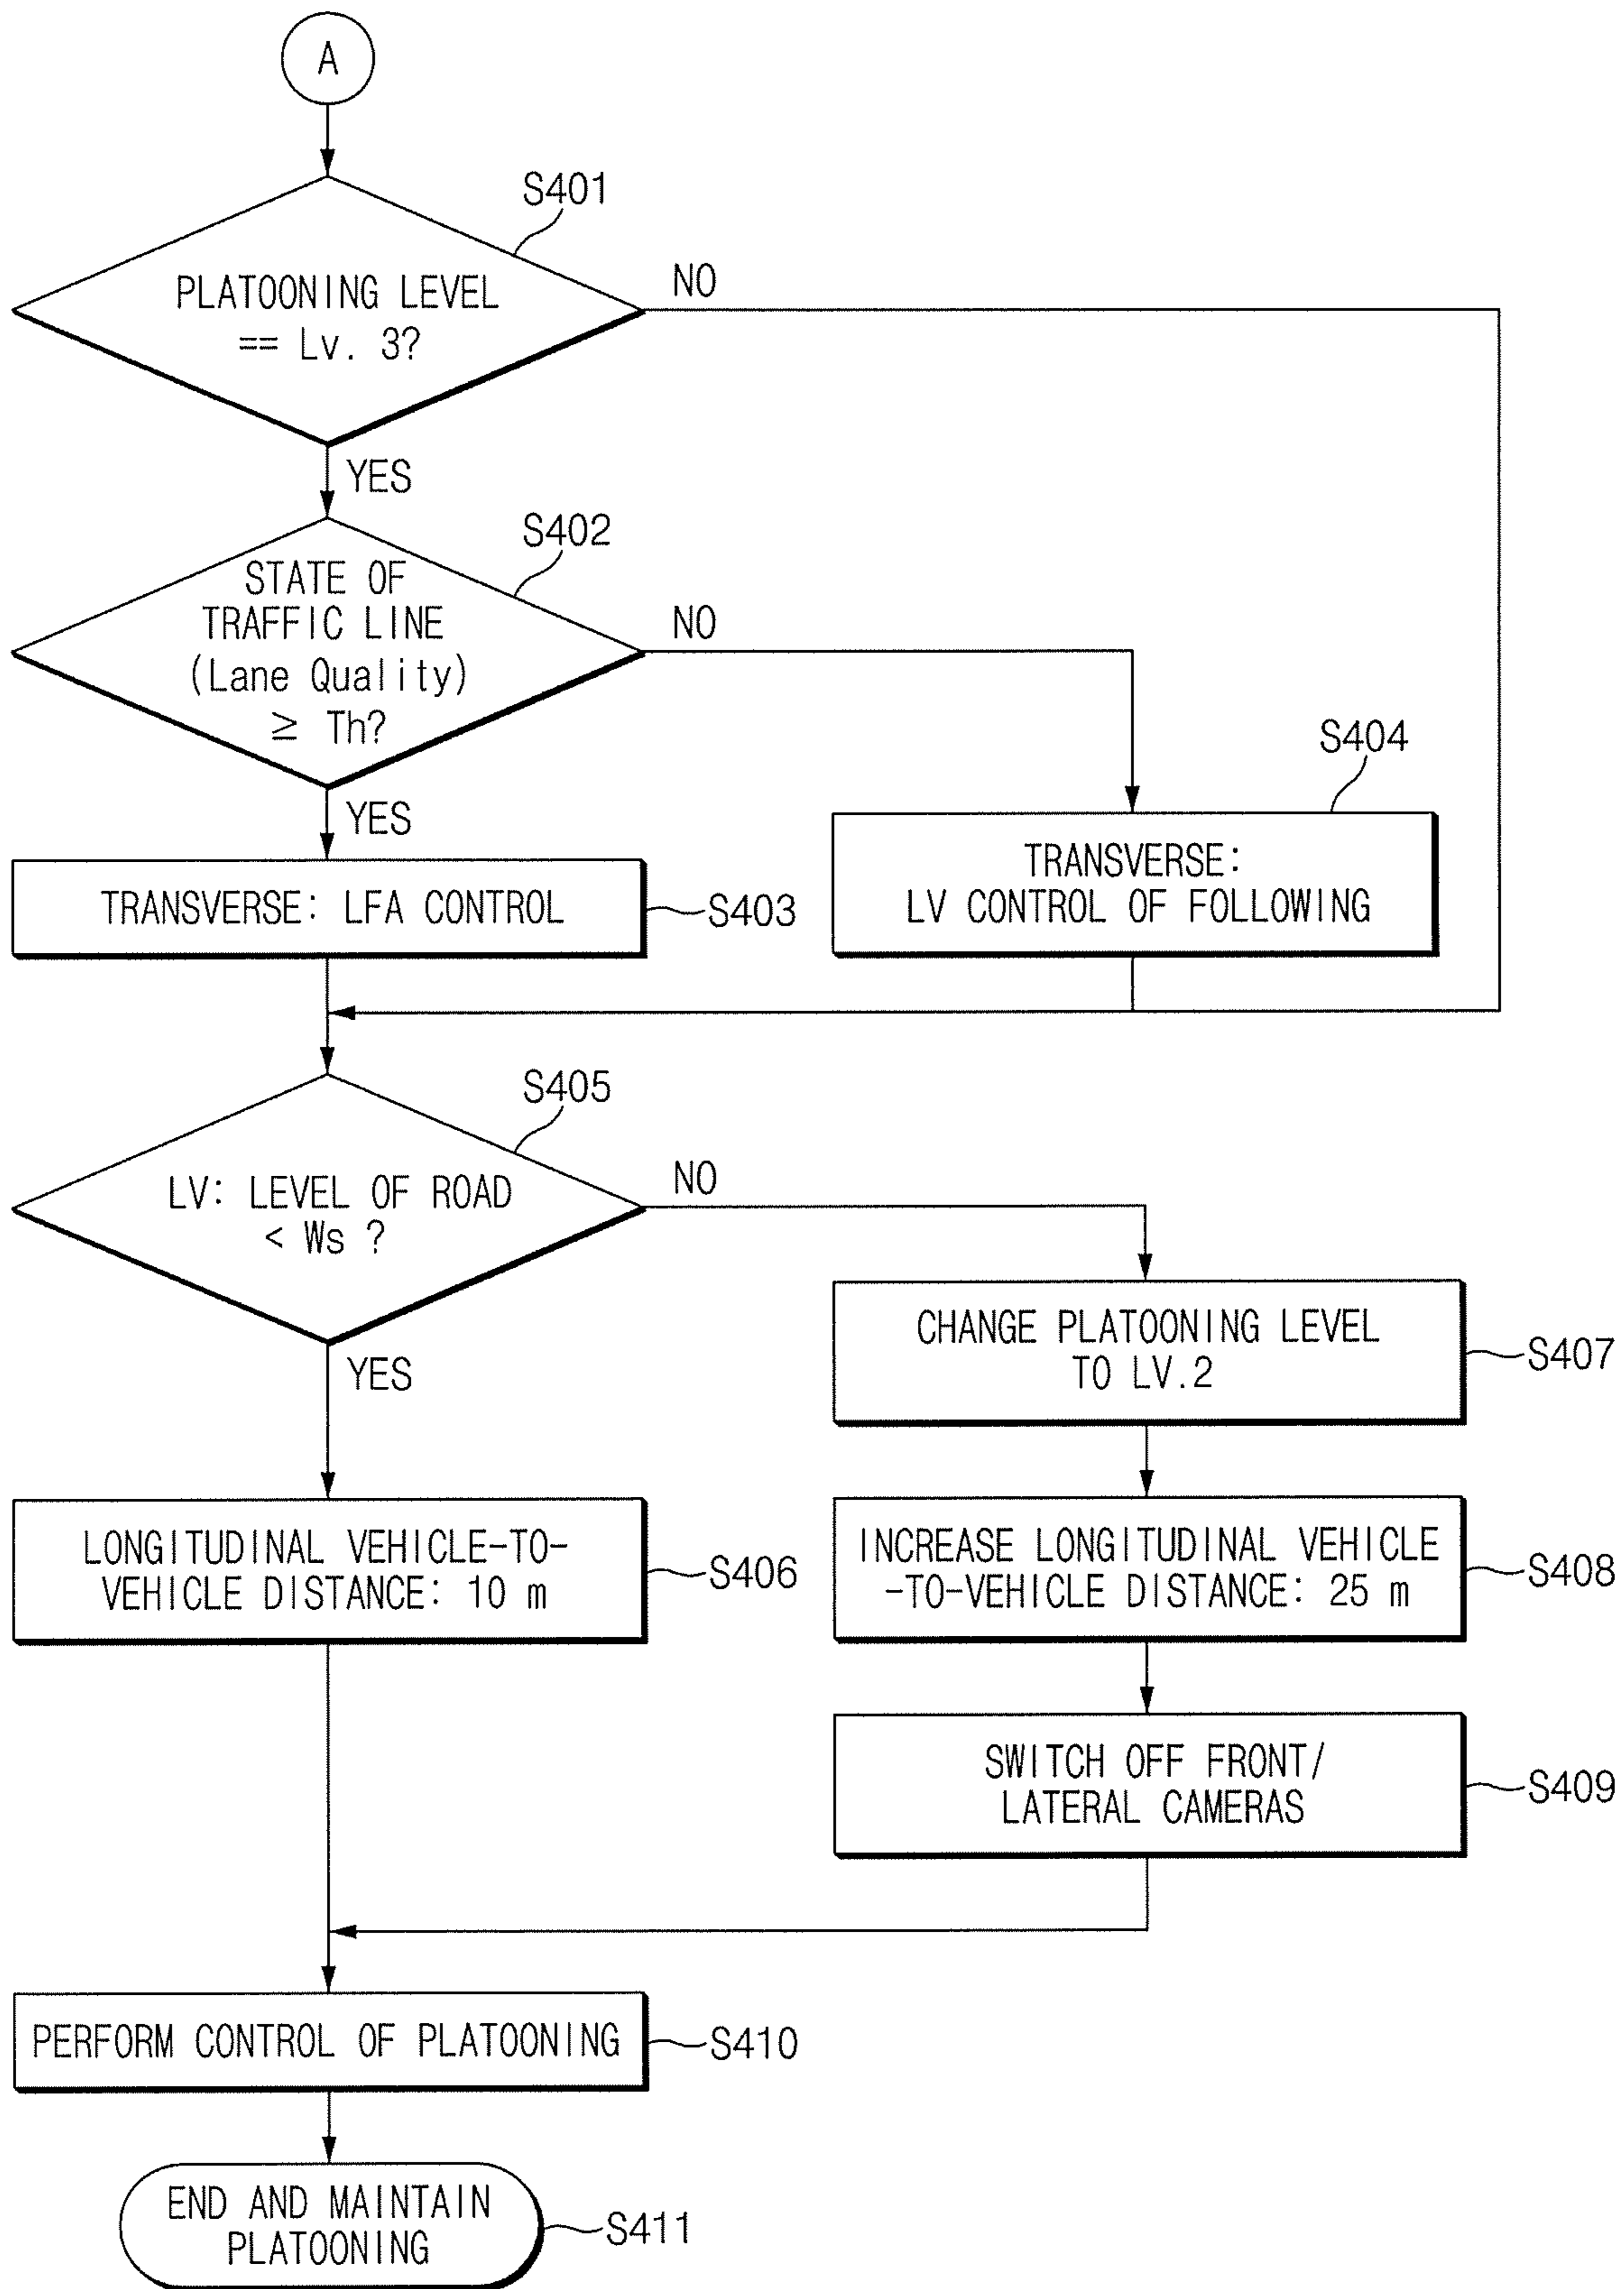 A
S401
PLATOONING LEVEL
== Lv. 3?
NO
YES
S402
STATE OF
TRAFFIC LINE
(Lane Quality)
≥ Th?
NO
YES
S404
TRANSVERSE:
LV CONTROL OF FOLLOWING
TRANSVERSE: LFA CONTROL
S403
S405
LV: LEVEL OF ROAD
< Ws ?
NO
YES
CHANGE PLATOONING LEVEL
TO LV.2
S407
LONGITUDINAL VEHICLE-TO-
VEHICLE DISTANCE: 10 m
S406
INCREASE LONGITUDINAL VEHICLE
-TO-VEHICLE DISTANCE: 25 m
S408
SWITCH OFF FRONT/
LATERAL CAMERAS
S409
PERFORM CONTROL OF PLATOONING
S410
END AND MAINTAIN
PLATOONING
S411